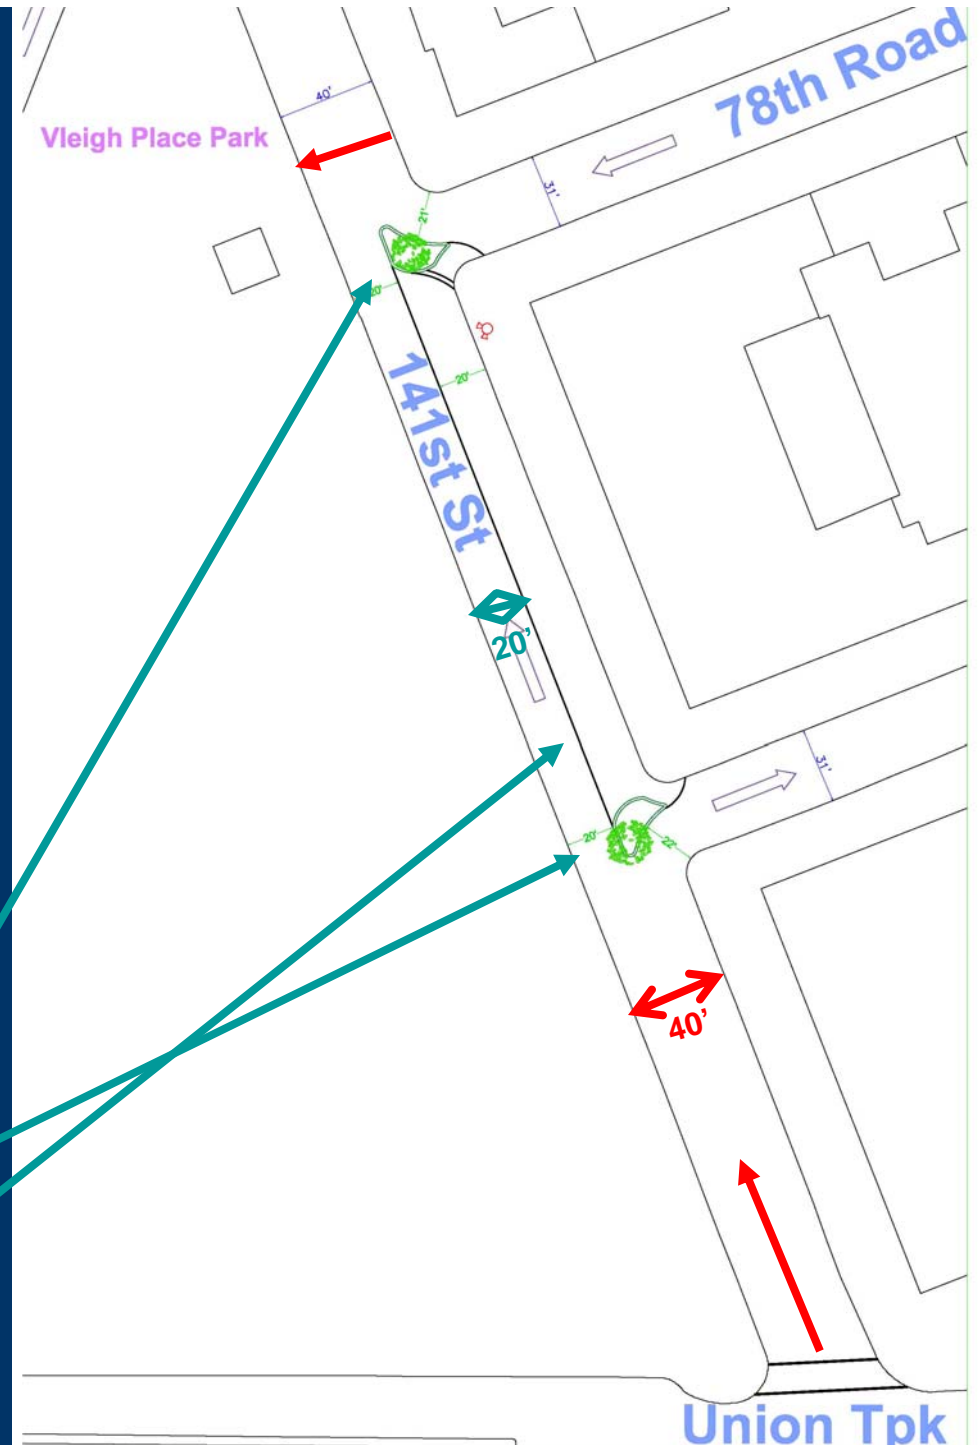 78th Road
40'
Vleigh Place Park
31'
21'
20'
20'
141st St
20'
31'
20'
22'
40'
Union Tpk